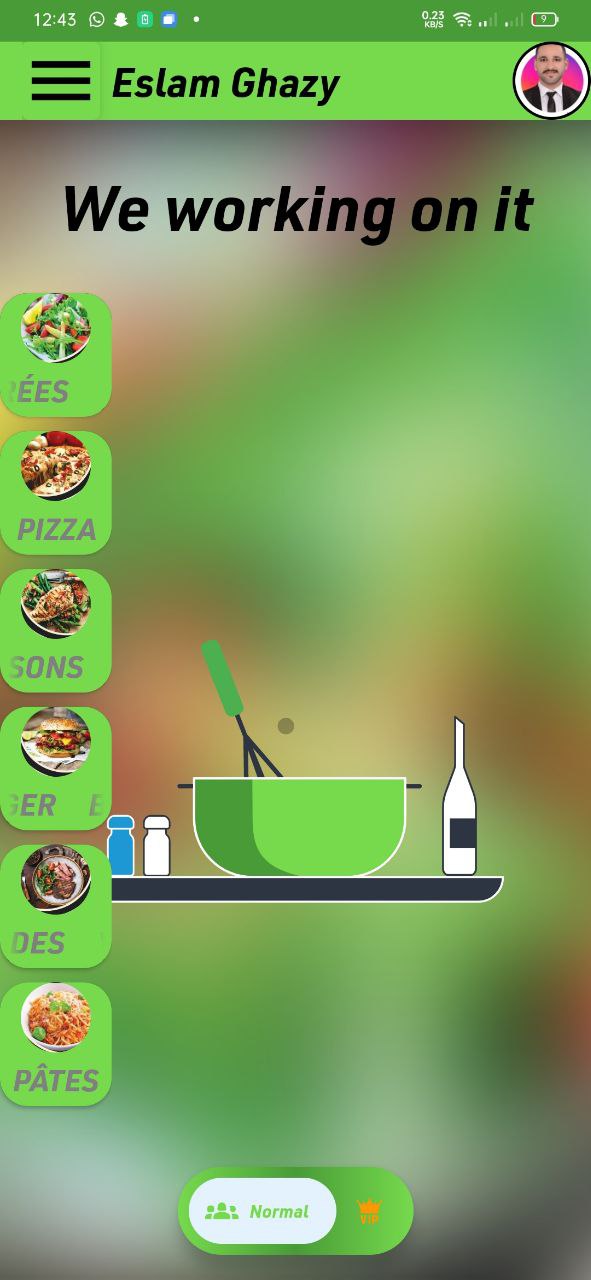 12:43
0.23
KB/S
9
Eslam Ghazy
We working on it
ÉES
PIZZA
SONS
GER
DES
PÂTES
Normal
VIP